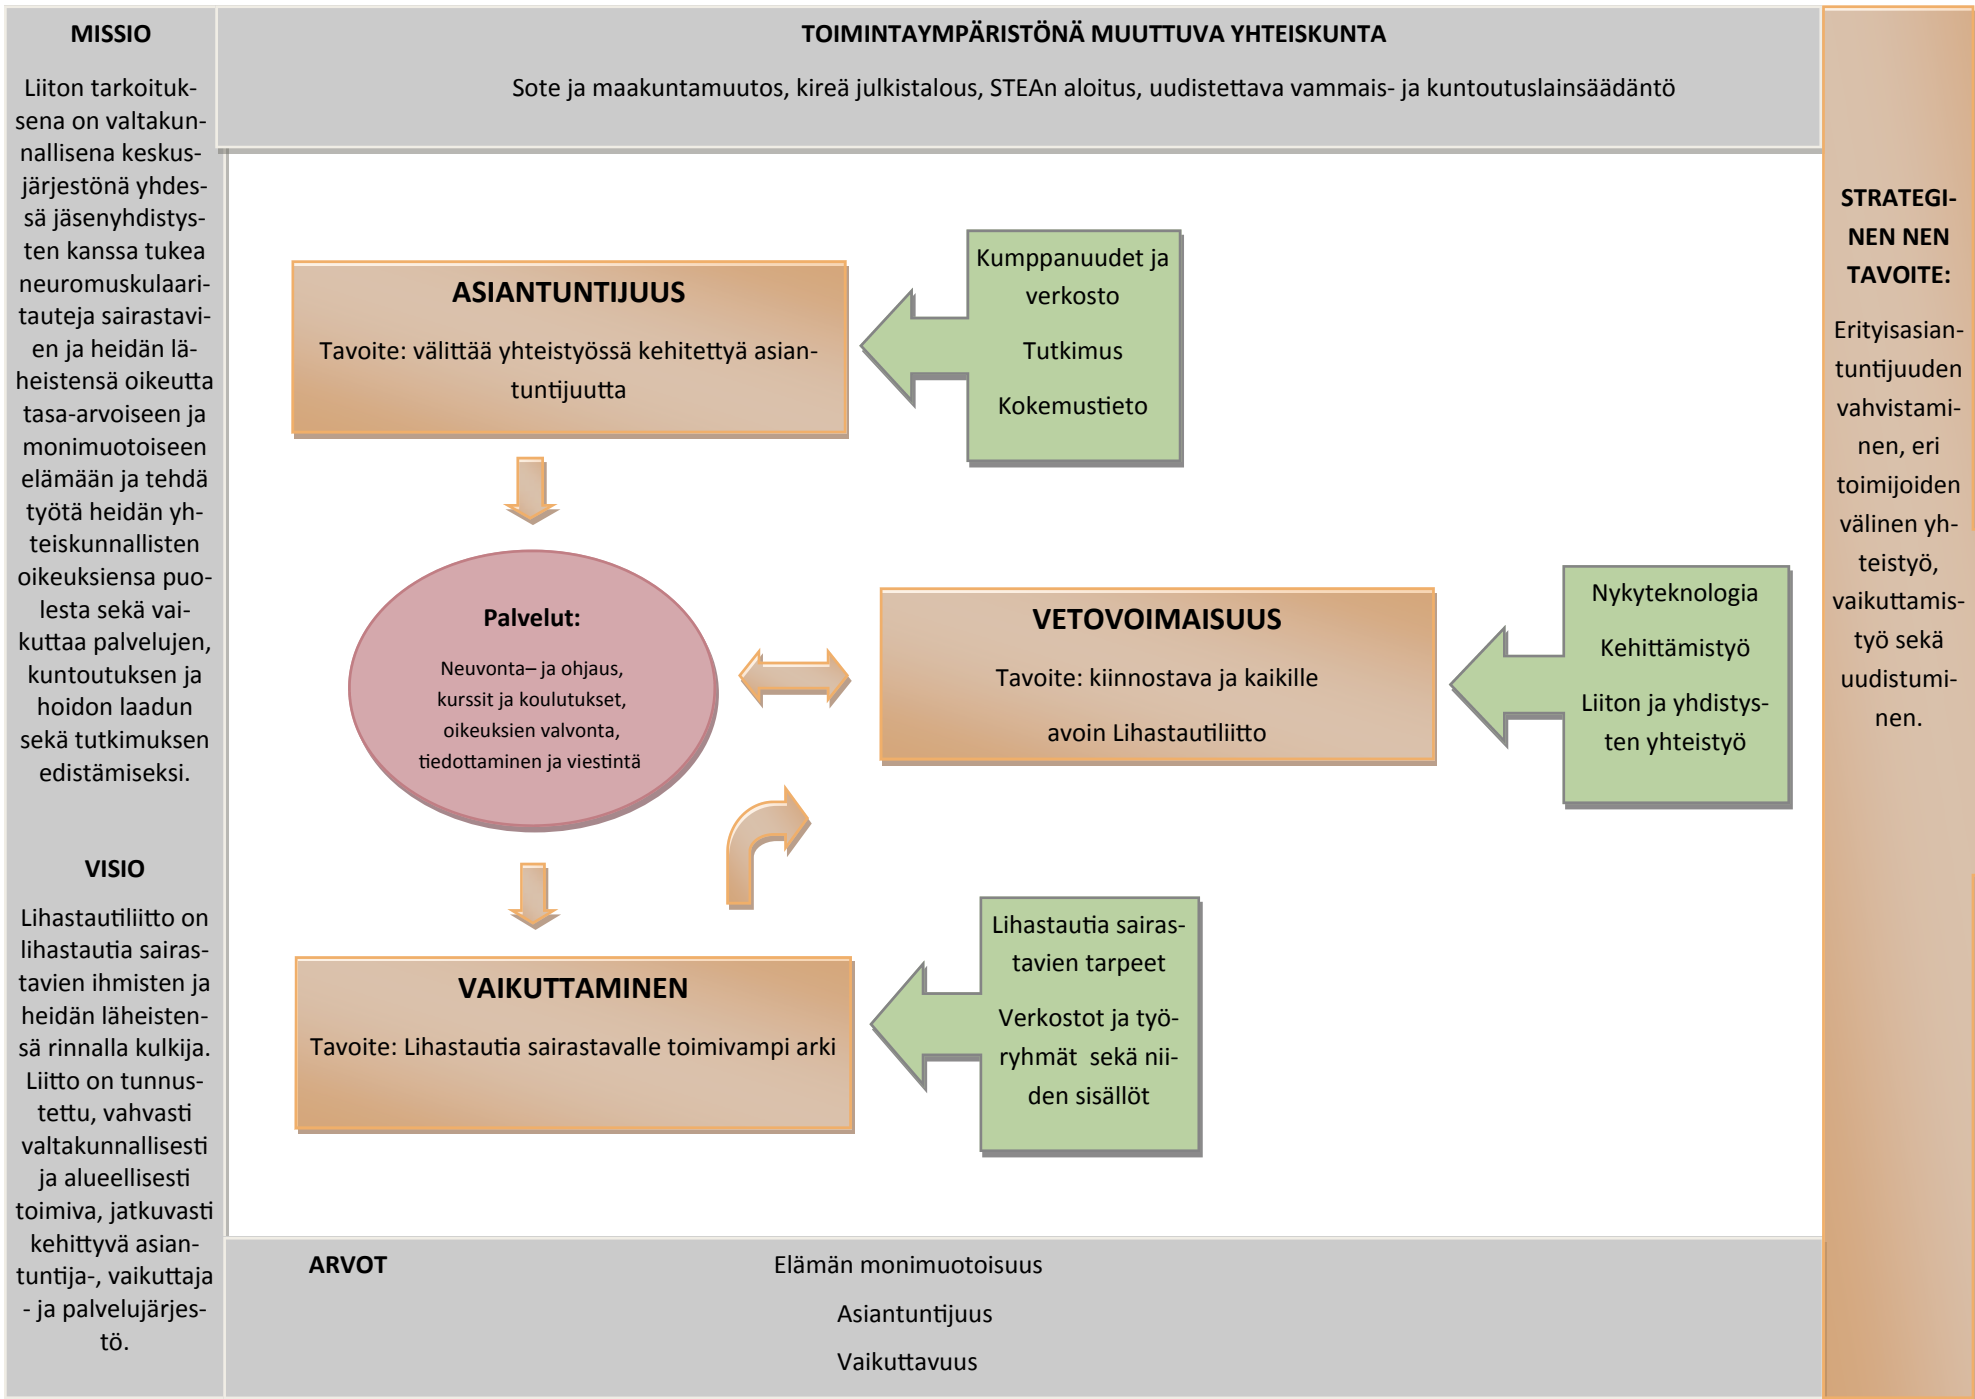 MISSIO
Liiton tarkoituk-
sena on valtakun-
nallisena keskus-
järjestönä yhdes-
sä jäsenyhdistys-
ten kanssa tukea
neuromuskulaari-
tauteja sairastavi-
en ja heidän lä-
heistensä oikeutta
tasa-arvoiseen ja
monimuotoiseen
elämään ja tehdä
työtä heidän yh-
teiskunnallisten
oikeuksiensa puo-
lesta sekä vai-
kuttaa palvelujen,
kuntoutuksen ja
hoidon laadun
sekä tutkimuksen
edistämiseksi.
VISIO
Lihastautiliitto on
lihastautia sairas-
tavien ihmisten ja
heidän läheisten-
sä rinnalla kulkija.
Liitto on tunnus-
tettu, vahvasti
valtakunnallisesti
ja alueellisesti
toimiva, jatkuvasti
kehittyvä asian-
tuntija-, vaikuttaja
- ja palvelujärjes-
tö.
TOIMINTAYMPÄRISTÖNÄ MUUTTUVA YHTEISKUNTA
Sote ja maakuntamuutos, kireä julkistalous, STEAn aloitus, uudistettava vammais- ja kuntoutuslainsäädäntö
ASIANTUNTIJUUS
Tavoite: välittää yhteistyössä kehitettyä asian-
tuntijuutta
Kumppanuudet ja
verkosto
Tutkimus
Kokemustieto
Palvelut:
Neuvonta– ja ohjaus,
kurssit ja koulutukset,
oikeuksien valvonta,
tiedottaminen ja viestintä
VETOVOIMAISUUS
Tavoite: kiinnostava ja kaikille
avoin Lihastautiliitto
Nykyteknologia
Kehittämistyö
Liiton ja yhdistys-
ten yhteistyö
VAIKUTTAMINEN
Tavoite: Lihastautia sairastavalle toimivampi arki
Lihastautia sairas-
tavien tarpeet
Verkostot ja työ-
ryhmät sekä nii-
den sisällöt
ARVOT
Elämän monimuotoisuus
Asiantuntijuus
Vaikuttavuus
STRATEGI-
NEN NEN
TAVOITE:
Erityisasian-
tuntijuuden
vahvistami-
nen, eri
toimijoiden
välinen yh-
teistyö,
vaikuttamis-
työ sekä
uudistumi-
nen.